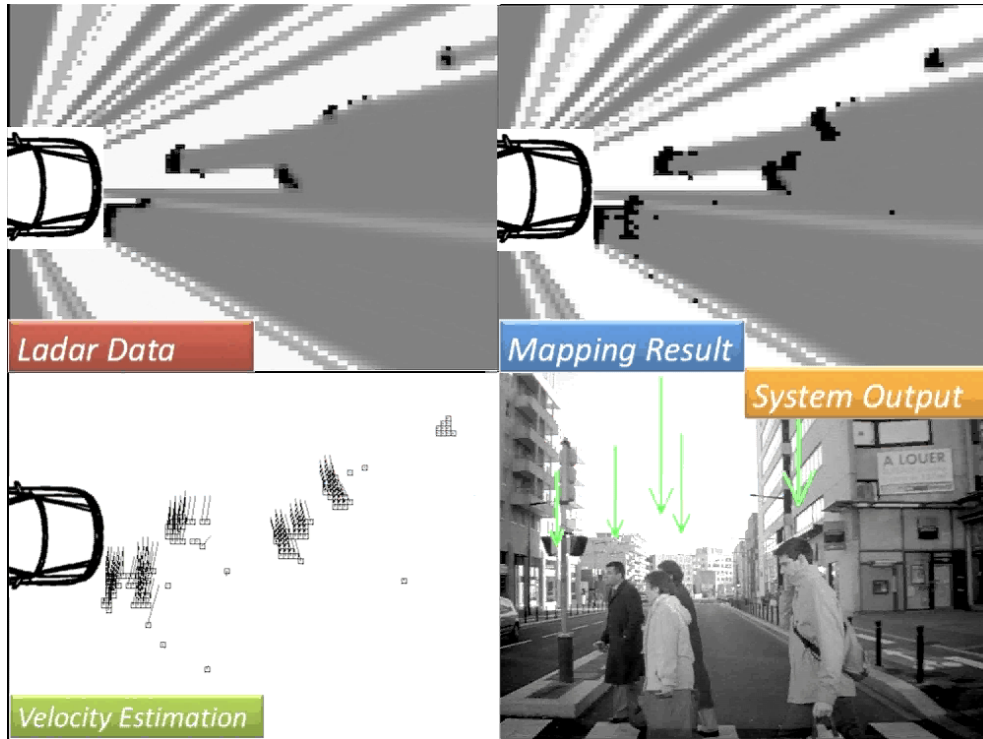 Ladar Data
Mapping Result
System Output
A LOUER
Velocity Estimation